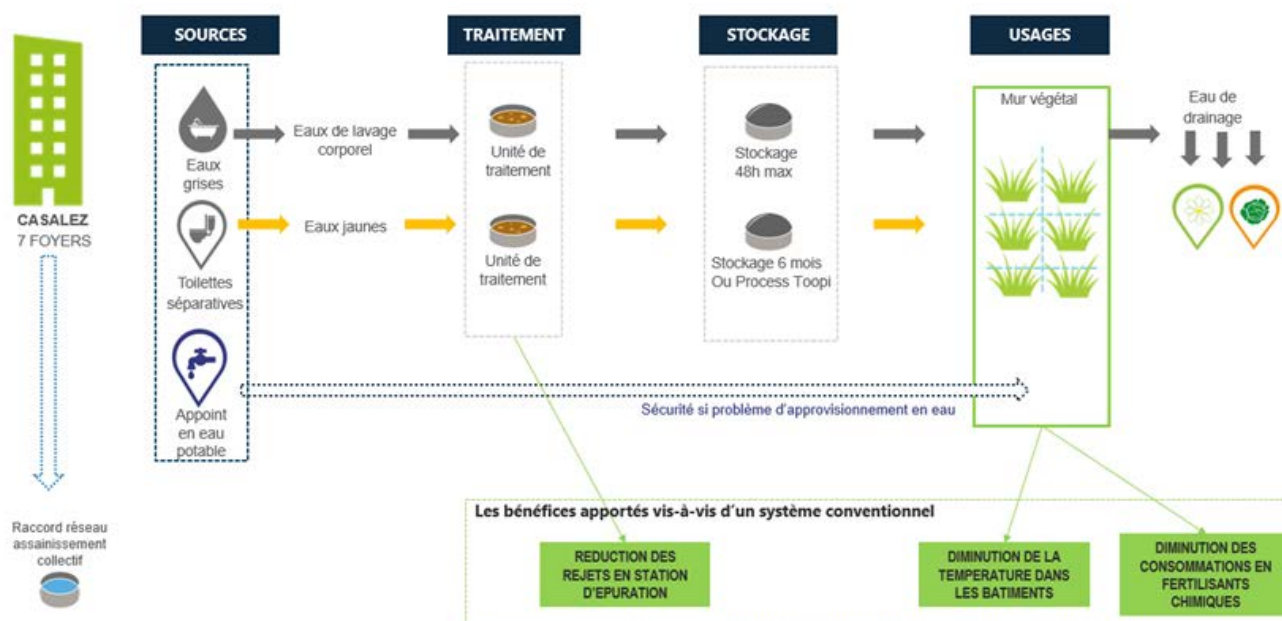 SOURCES
TRAITEMENT
STOCKAGE
USAGES
CASALEZ
7 FOYERS
Raccord réseau
assainissement
collectif
Eaux
grises
Toilettes
séparatives
Appoint
en eau
potable
Eaux de lavage
corporel
Eaux jaunes
Unité de
traitement
Unité de
traitement
Stockage
48h max
Stockage 6 mois
Ou Process Toopi
Mur végétal
Eau de
drainage
Sécurité si problème d'approvisionnement en eau
Les bénéfices apportés vis-à-vis d'un système conventionnel
REDUCTION DES
REJETS EN STATION
D'EPURATION
DIMINUTION DE LA
TEMPERATURE DANS
LES BATIMENTS
DIMINUTION DES
CONSOMMATIONS EN
FERTILISANTS
CHIMIQUES